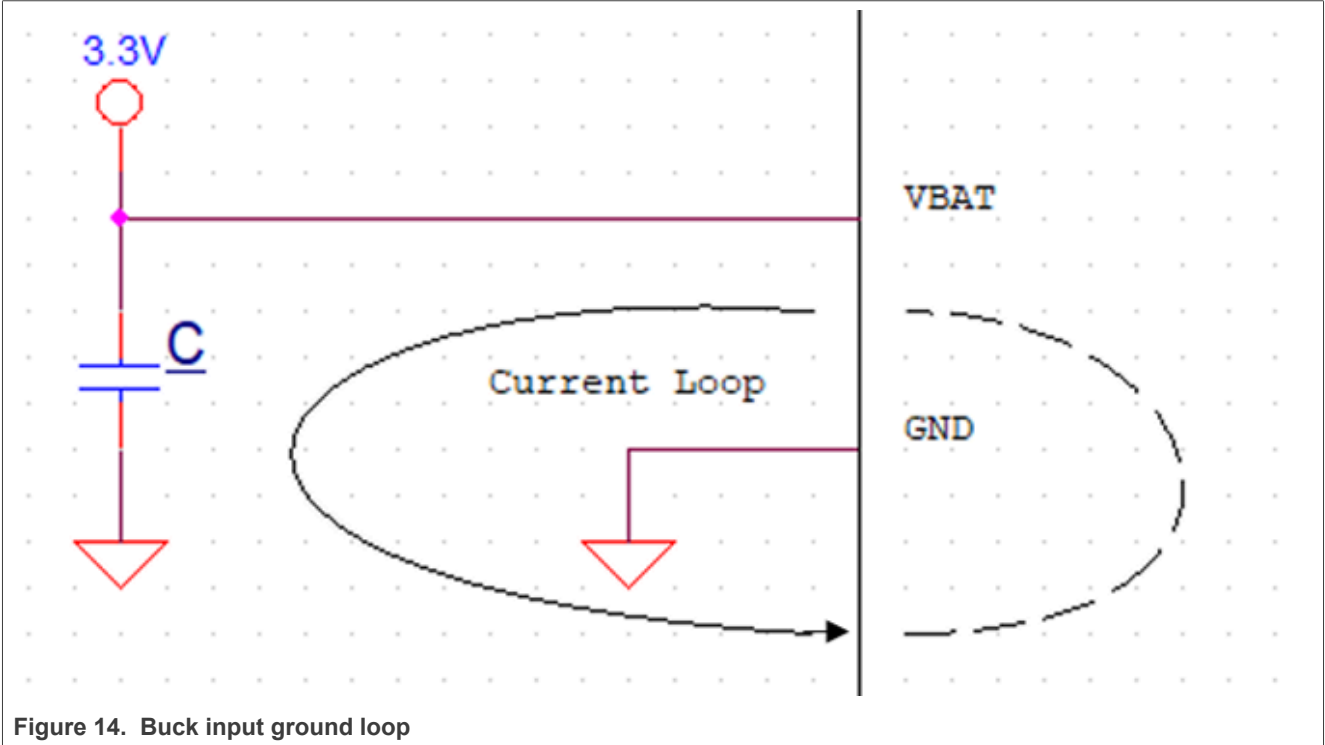 3.3V
VBAT
C
Current Loop
GND
Figure 14. Buck input ground loop